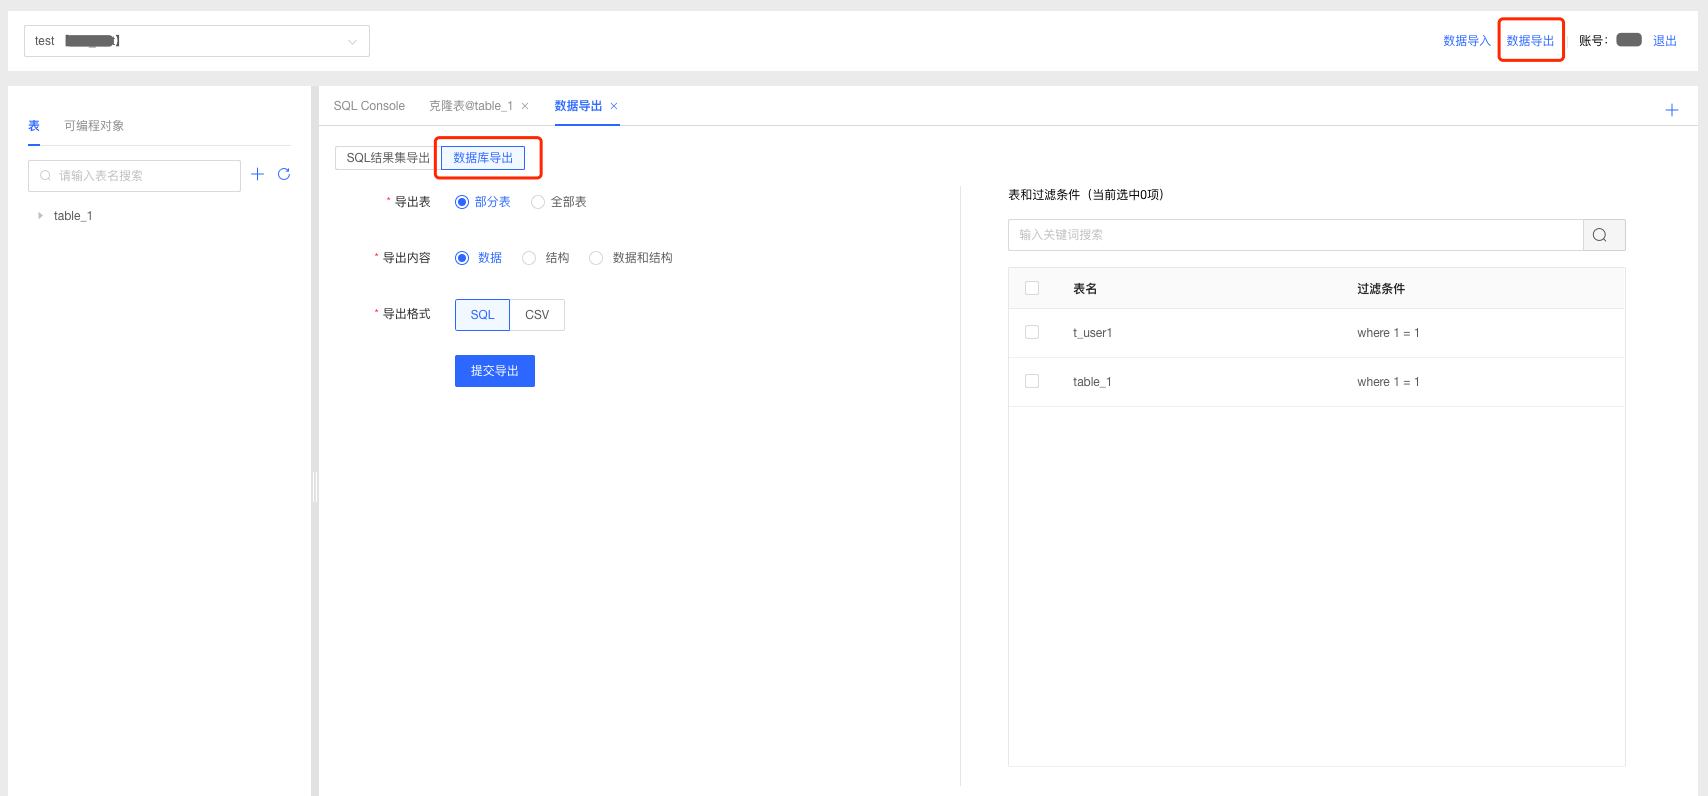 test
数据导入 数据导出 账号： 退出
表 可编程对象
请输入表名搜索
table_1
SQL Console 克隆表@table_1 数据导出
SQL结果集导出 数据库导出
* 导出表 部分表 全部表
* 导出内容 数据 结构 数据和结构
* 导出格式 SQL CSV
提交导出
表和过滤条件（当前选中0项）
输入关键词搜索
表名 过滤条件
t_user1 where 1 = 1
table_1 where 1 = 1